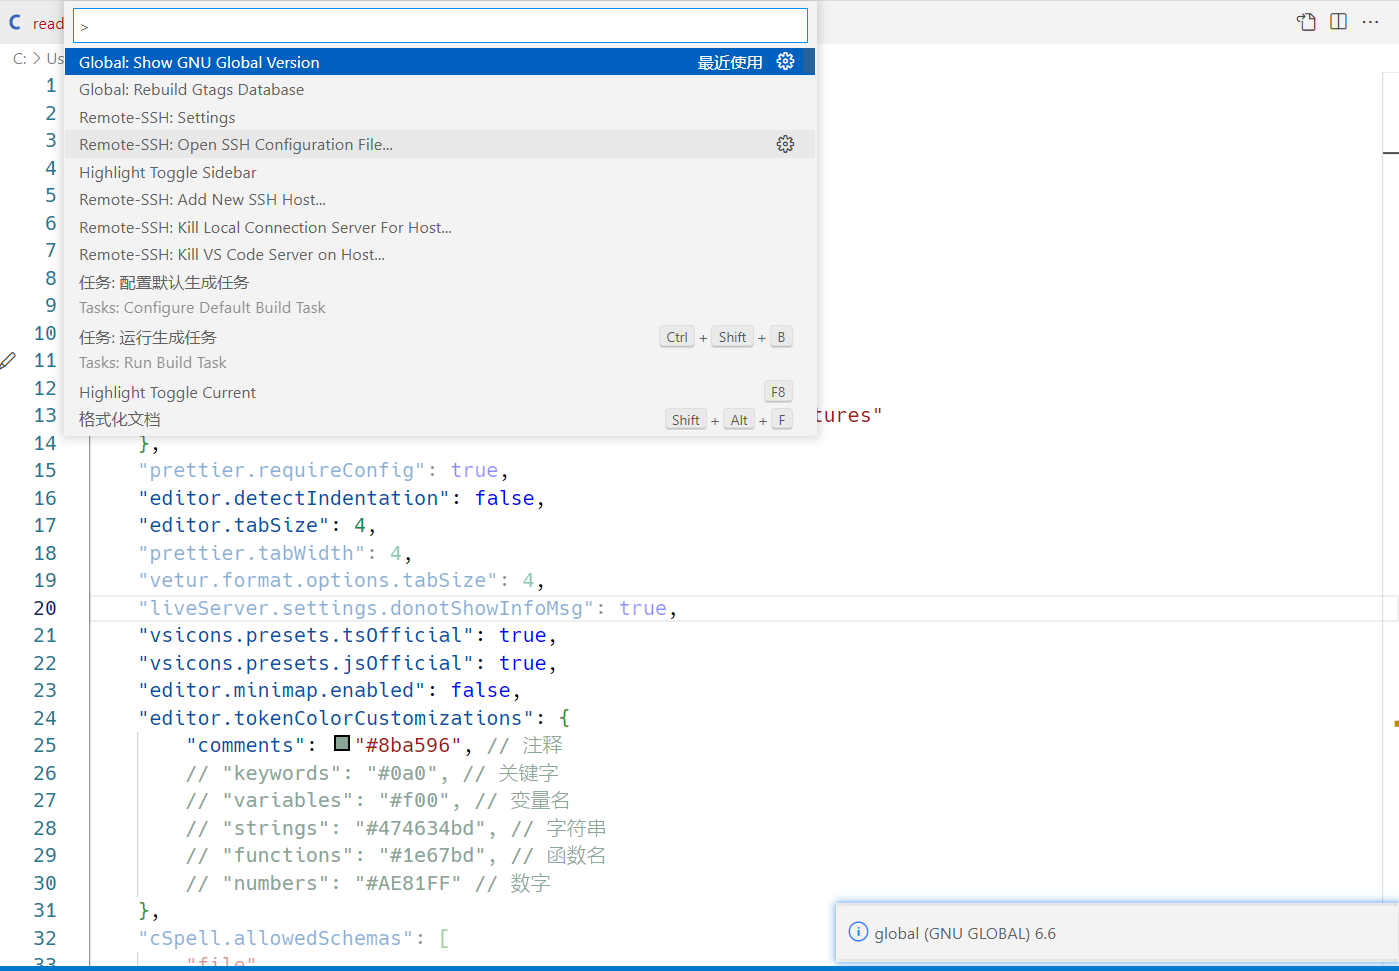 C read
>
C: > Us
Global: Show GNU Global Version 最近使用
Global: Rebuild Gtags Database
Remote-SSH: Settings
Remote-SSH: Open SSH Configuration File...
Highlight Toggle Sidebar
Remote-SSH: Add New SSH Host...
Remote-SSH: Kill Local Connection Server For Host...
Remote-SSH: Kill VS Code Server on Host...
任务: 配置默认生成任务
Tasks: Configure Default Build Task
任务: 运行生成任务 Ctrl + Shift + B
Tasks: Run Build Task
Highlight Toggle Current F8
格式化文档 Shift + Alt + F
1
2
3
4
5
6
7
8
9
10
11
12
13 tures"
14 },
15 "prettier.requireConfig": true,
16 "editor.detectIndentation": false,
17 "editor.tabSize": 4,
18 "prettier.tabWidth": 4,
19 "vetur.format.options.tabSize": 4,
20 "liveServer.settings.donotShowInfoMsg": true,
21 "vsicons.presets.tsOfficial": true,
22 "vsicons.presets.jsOfficial": true,
23 "editor.minimap.enabled": false,
24 "editor.tokenColorCustomizations": {
25 "comments": "#8ba596", // 注释
26 // "keywords": "#0a0", // 关键字
27 // "variables": "#f00", // 变量名
28 // "strings": "#474634bd", // 字符串
29 // "functions": "#1e67bd", // 函数名
30 // "numbers": "#AE81FF" // 数字
31 },
32 "cSpell.allowedSchemas": [
33 "file"
global (GNU GLOBAL) 6.6